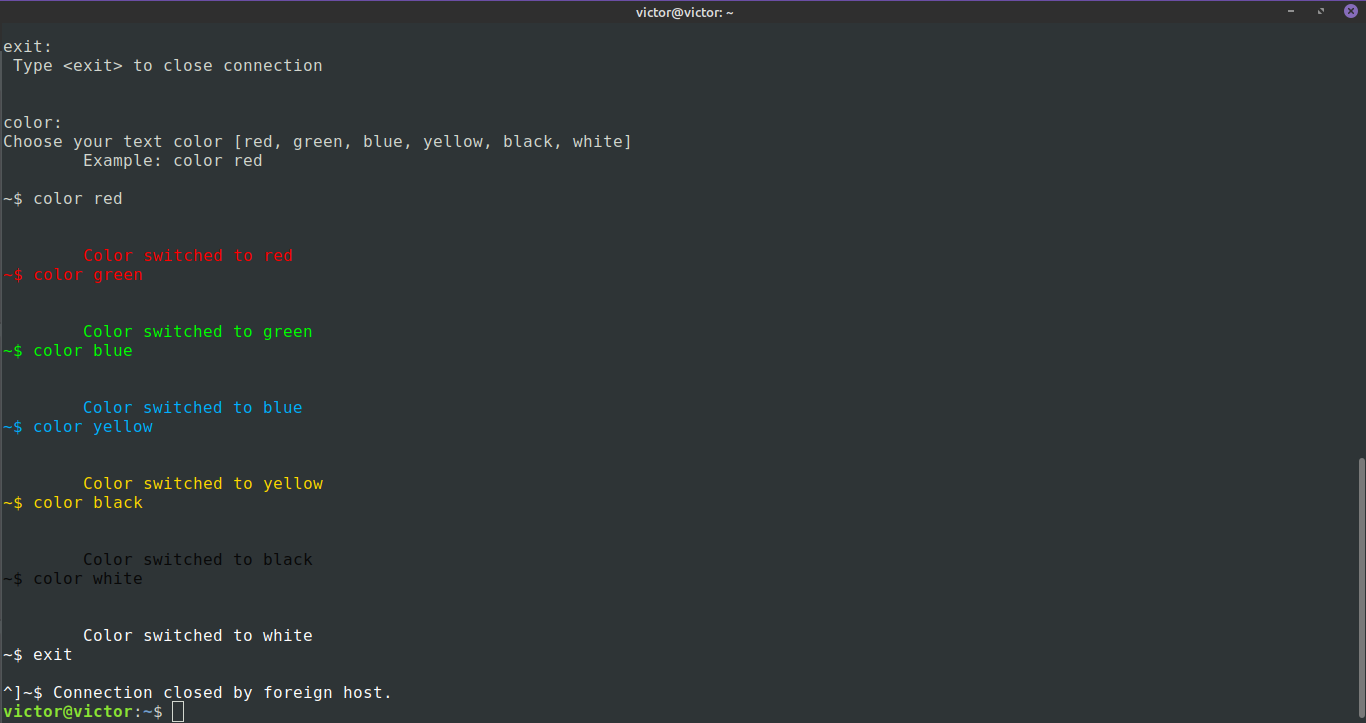 victor@victor: ~
exit:
 Type <exit> to close connection
color:
Choose your text color [red, green, blue, yellow, black, white]
        Example: color red
~$ color red
        Color switched to red
~$ color green
        Color switched to green
~$ color blue
        Color switched to blue
~$ color yellow
        Color switched to yellow
~$ color black
        Color switched to black
~$ color white
        Color switched to white
~$ exit
^]~$ Connection closed by foreign host.
victor@victor:~$